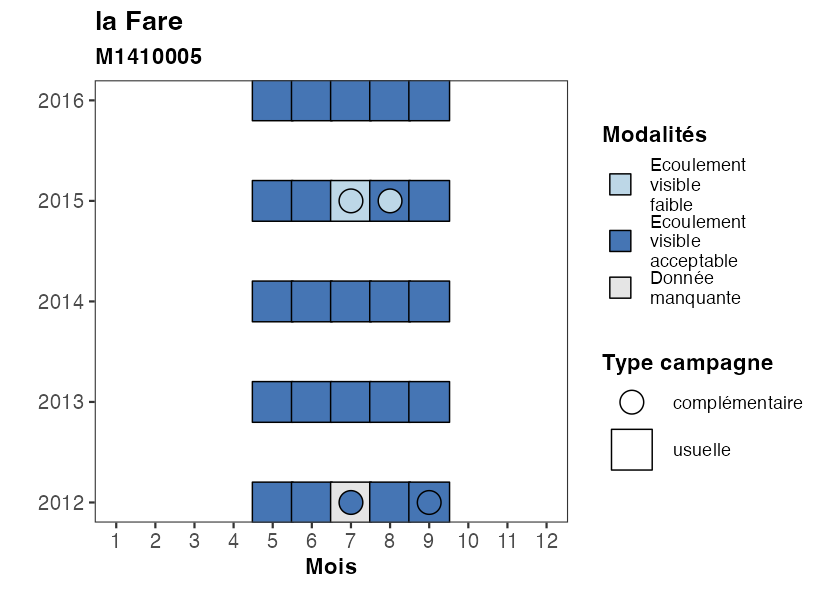 la Fare
M1410005
2016
2015
2014
2013
2012
1 2 3 4 5 6 7 8 9 10 11 12
Mois
Modalités
Ecoulement
visible
faible
Ecoulement
visible
acceptable
Donnée
manquante
Type campagne
complémentaire
usuelle